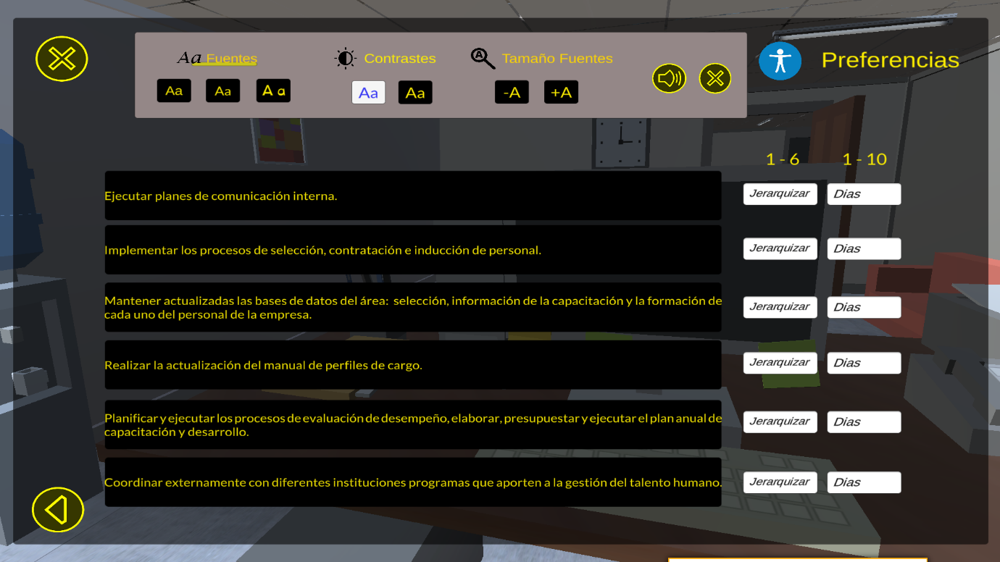 Aa Fuentes
Contrastes
A Tamaño Fuentes
Preferencias
Aa Aa A a
Aa Aa
-A +A
1 - 6 1 - 10
Ejecutar planes de comunicación interna.
Jerarquizar Dias
Implementar los procesos de selección, contratación e inducción de personal.
Jerarquizar Dias
Mantener actualizadas las bases de datos del área: selección, información de la capacitación y la formación de
cada uno del personal de la empresa.
Jerarquizar Dias
Realizar la actualización del manual de perfiles de cargo.
Jerarquizar Dias
Planificar y ejecutar los procesos de evaluación de desempeño, elaborar, presupuestar y ejecutar el plan anual de
capacitación y desarrollo.
Jerarquizar Dias
Coordinar externamente con diferentes instituciones programas que aporten a la gestión del talento humano.
Jerarquizar Dias